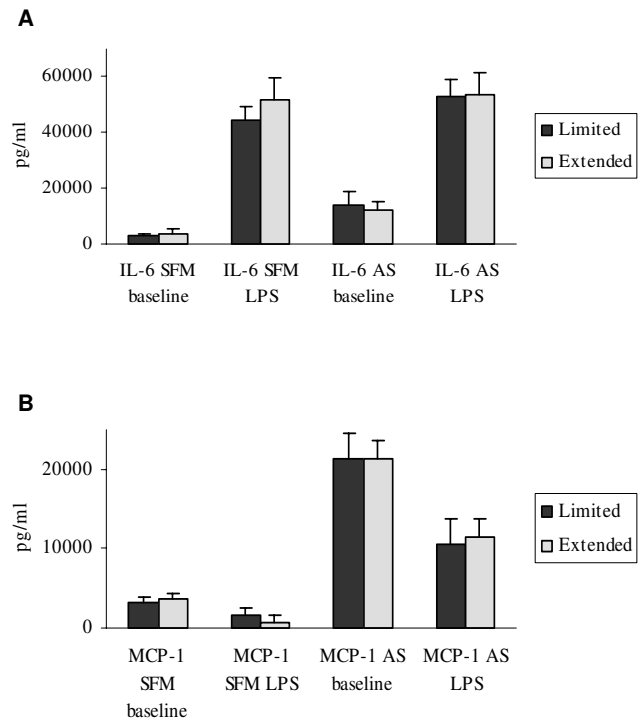 A
60000
40000
20000
0
pg/ml
IL-6 SFM baseline
IL-6 SFM LPS
IL-6 AS baseline
IL-6 AS LPS
Limited
Extended
B
20000
10000
0
pg/ml
MCP-1 SFM baseline
MCP-1 SFM LPS
MCP-1 AS baseline
MCP-1 AS LPS
Limited
Extended